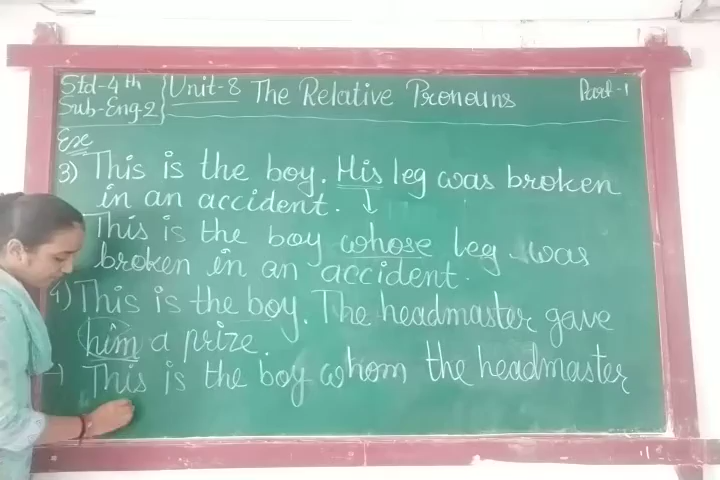 Std-4th
Sub-Eng-2
Unit-8 The Relative Pronouns
Part-1
Exe
3) This is the boy. His leg was broken
in an accident. ↓
This is the boy whose leg was
broken in an accident.
4) This is the boy. The headmaster gave
him a prize.
→ This is the boy whom the headmaster